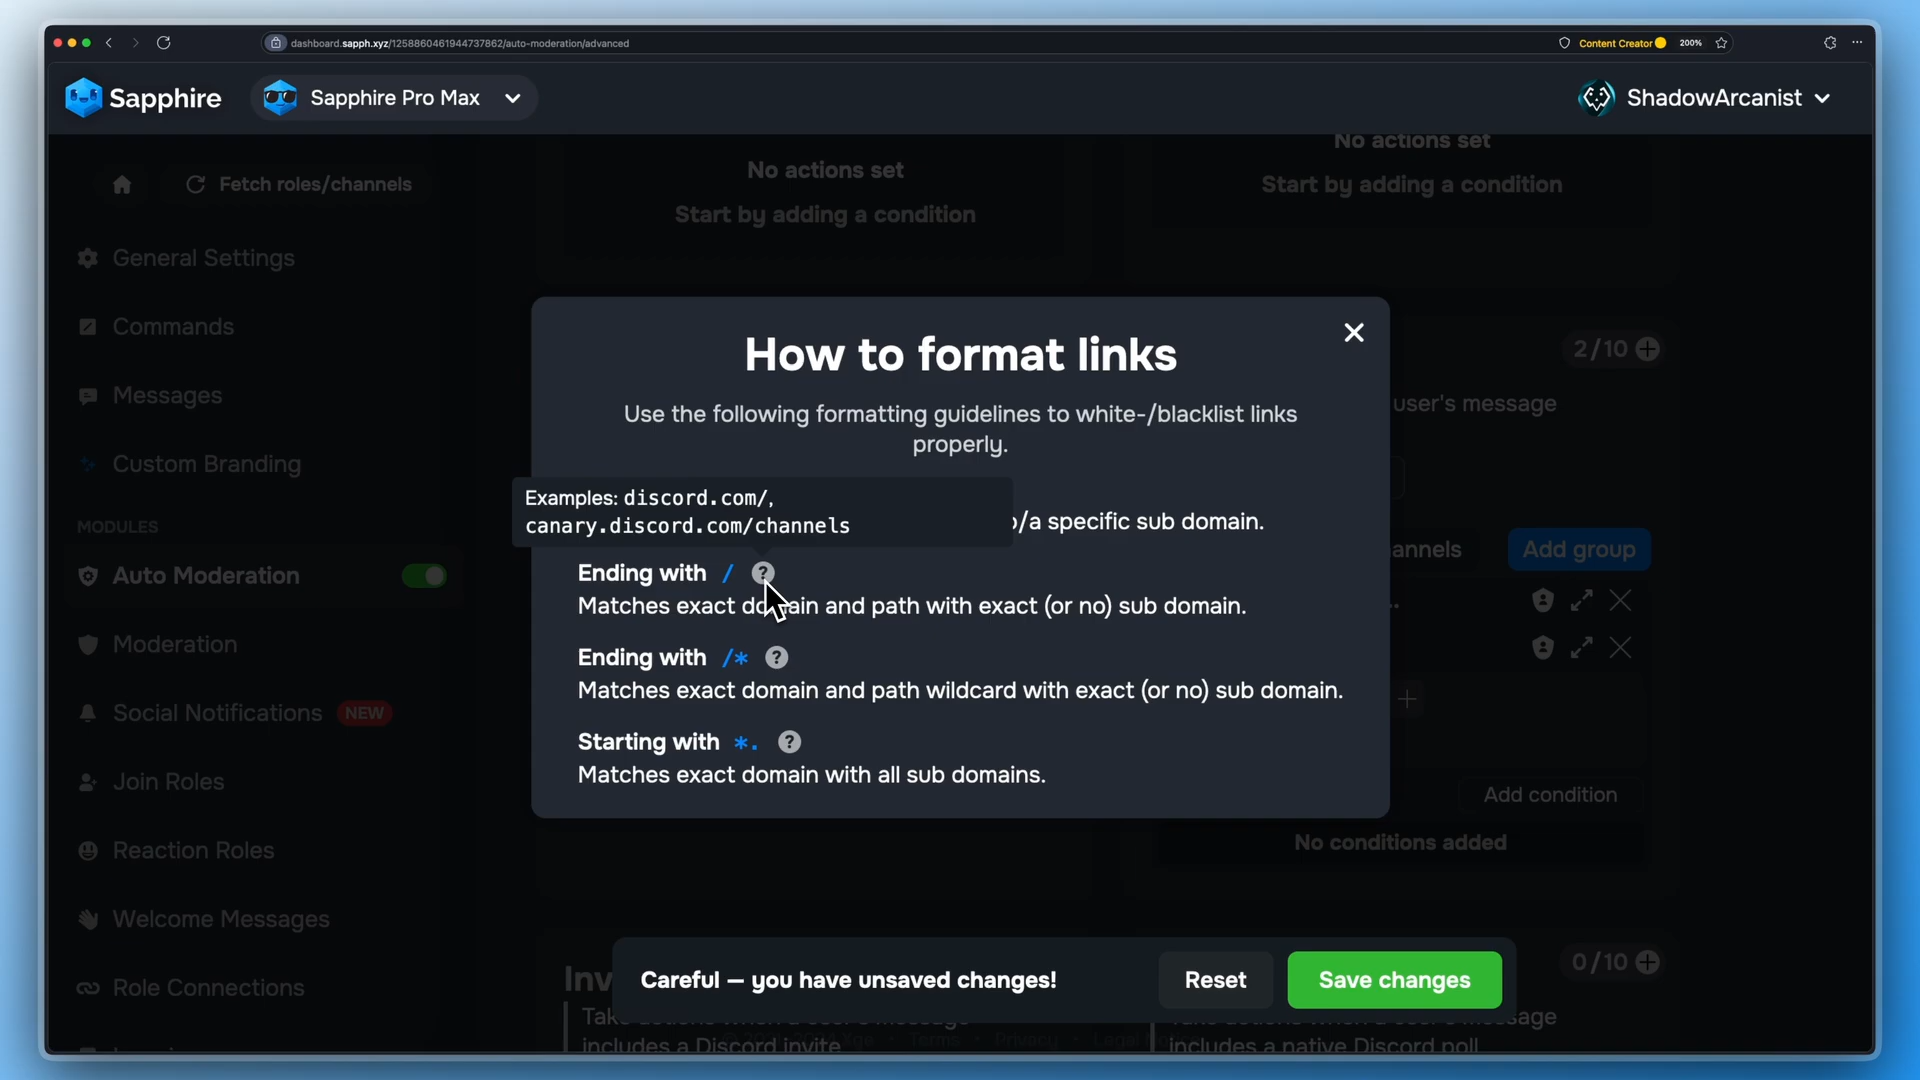 dashboard.sapph.xyz/1258860461944737862/auto-moderation/advanced
Content Creator
200%
Sapphire
Sapphire Pro Max
ShadowArcanist
Fetch roles/channels
General Settings
Commands
Messages
Custom Branding
MODULES
Auto Moderation
Moderation
Social Notifications NEW
Join Roles
Reaction Roles
Welcome Messages
Role Connections
No actions set
Start by adding a condition
No actions set
Start by adding a condition
2/10
user's message
annels
Add group
Add condition
No conditions added
How to format links
Use the following formatting guidelines to white-/blacklist links
properly.
Examples: discord.com/,
canary.discord.com/channels
/a specific sub domain.
Ending with / ?
Matches exact domain and path with exact (or no) sub domain.
Ending with /* ?
Matches exact domain and path wildcard with exact (or no) sub domain.
Starting with *. ?
Matches exact domain with all sub domains.
Careful — you have unsaved changes!
Reset
Save changes
0/10
Inv
includes a Discord invite
includes a native Discord poll
Terms • Privacy •